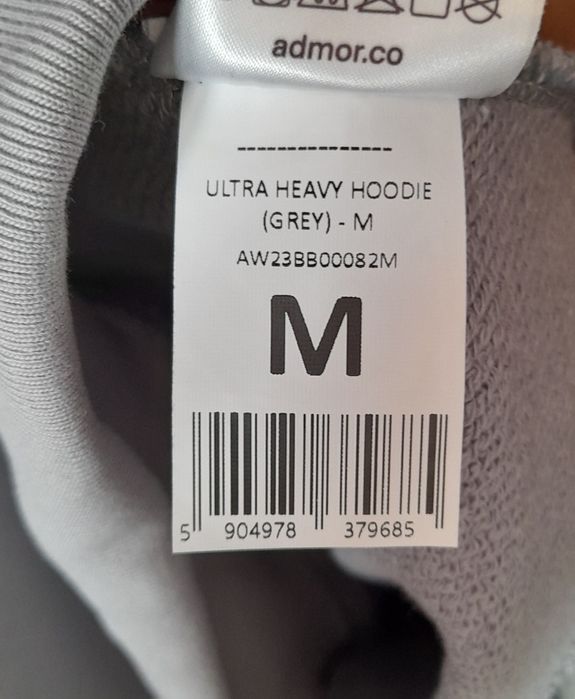 admor.co
---------------
ULTRA HEAVY HOODIE
(GREY) - M
AW23BB00082M
M
5 904978 379685